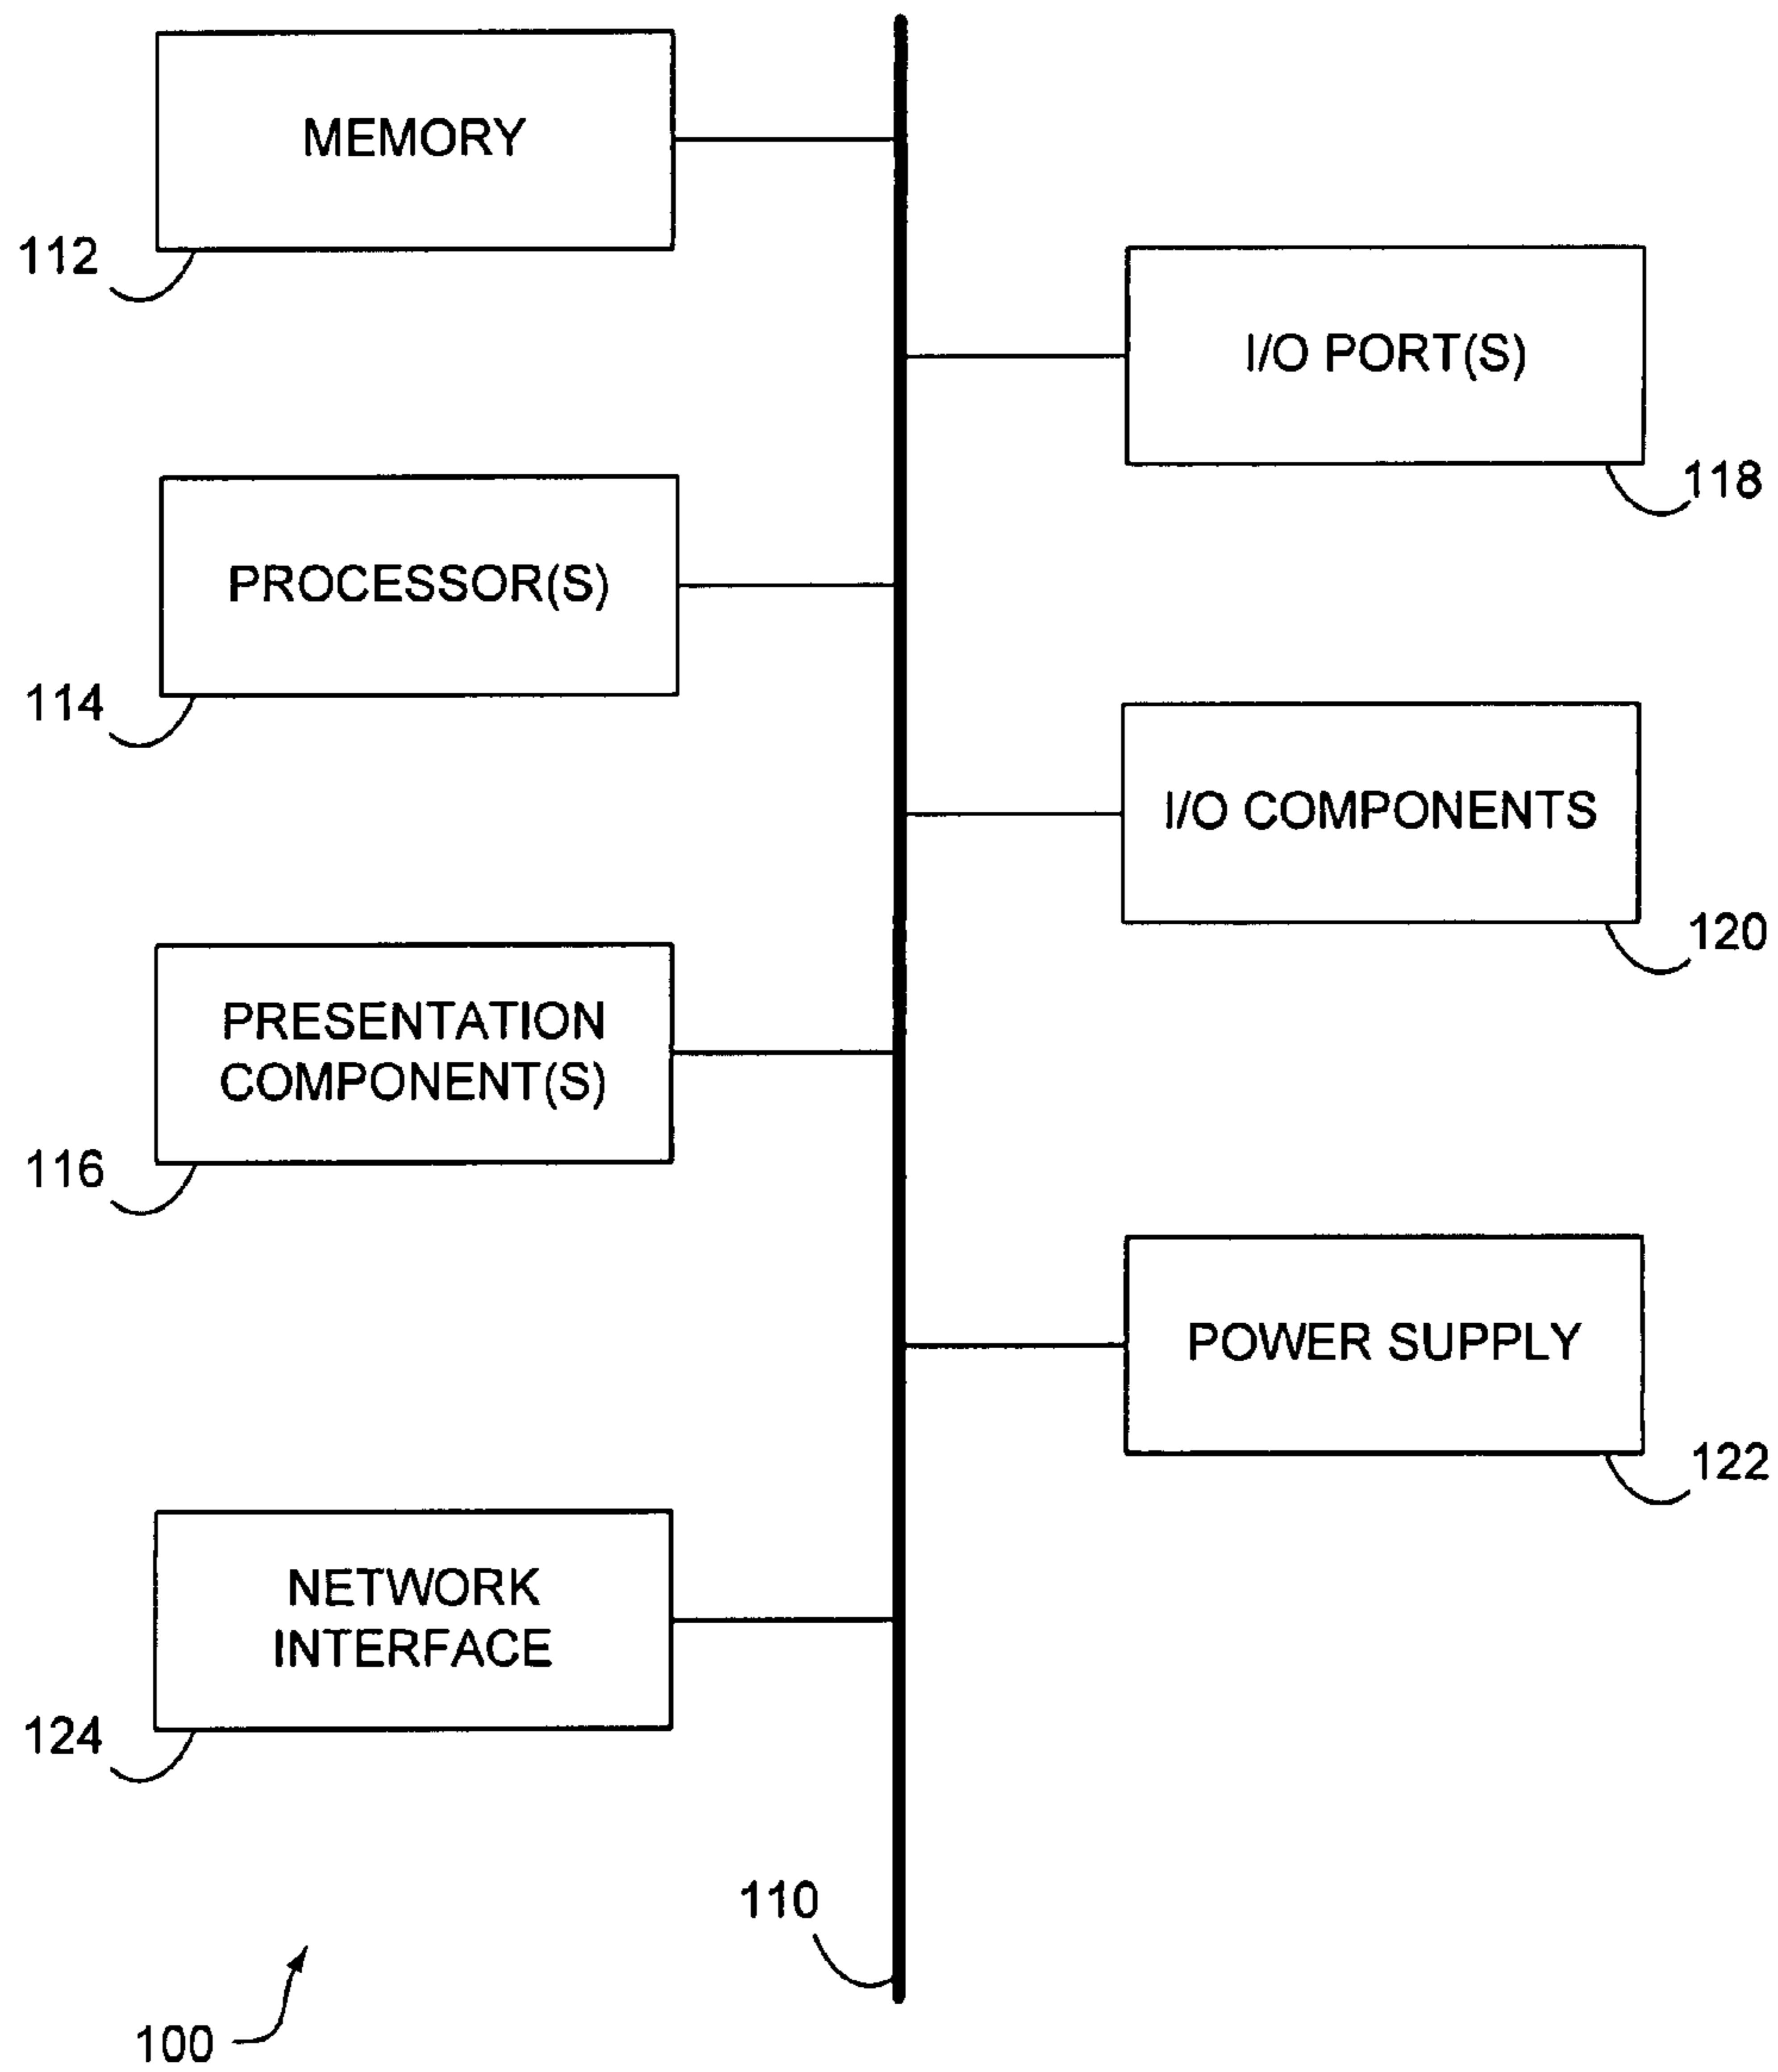 MEMORY
112
I/O PORT(S)
118
PROCESSOR(S)
114
I/O COMPONENTS
120
PRESENTATION
COMPONENT(S)
116
POWER SUPPLY
122
NETWORK
INTERFACE
124
110
100